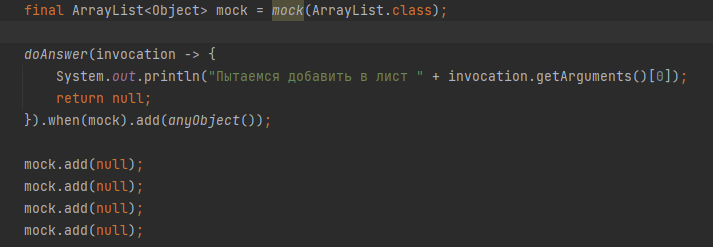 final ArrayList<Object> mock = mock(ArrayList.class);
doAnswer(invocation -> {
System.out.println("Пытаемся добавить в лист " + invocation.getArguments()[0]);
return null;
}).when(mock).add(anyObject());
mock.add(null);
mock.add(null);
mock.add(null);
mock.add(null);